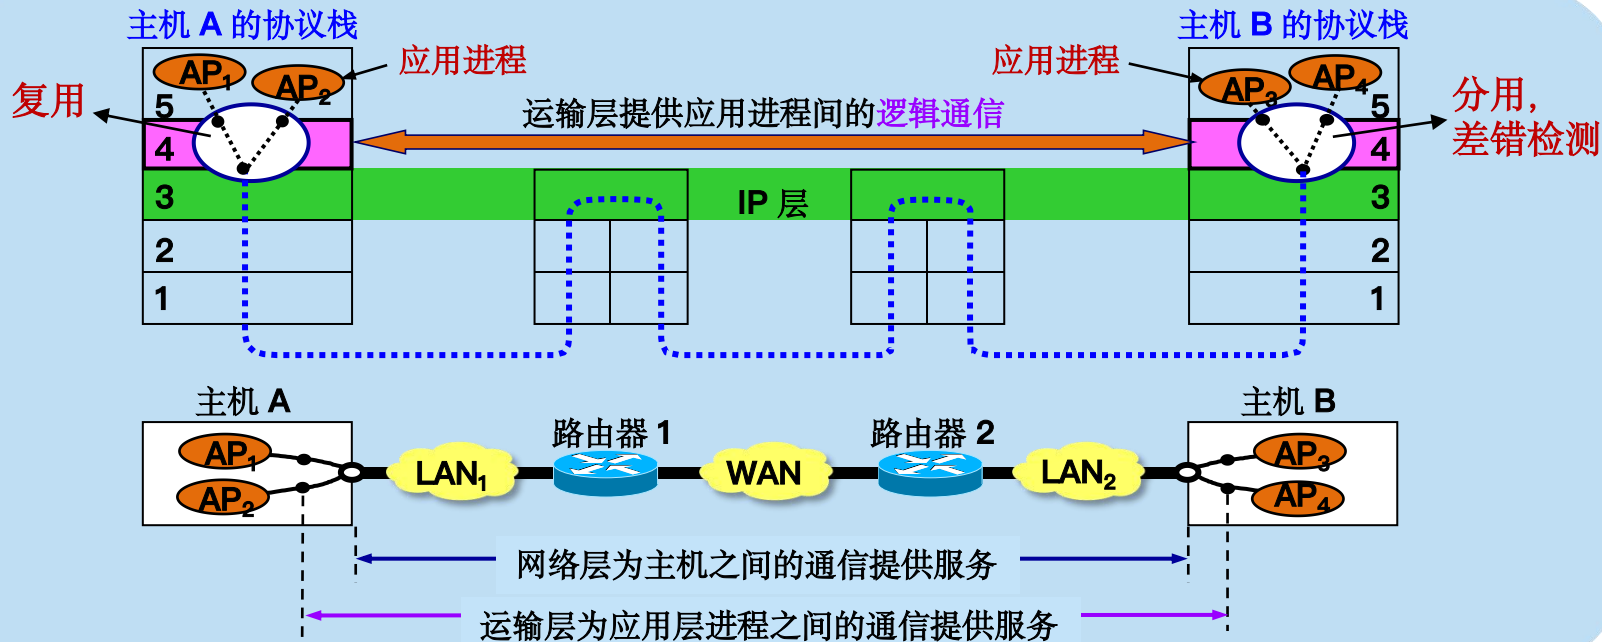 主机 A 的协议栈
主机 B 的协议栈
AP1
AP2
应用进程
应用进程
AP3
AP4
复用
5
运输层提供应用进程间的逻辑通信
5
分用,
差错检测
4
4
3
IP 层
3
2
2
1
1
主机 A
主机 B
路由器 1
路由器 2
AP1
AP2
LAN1
WAN
LAN2
AP3
AP4
网络层为主机之间的通信提供服务
运输层为应用层进程之间的通信提供服务